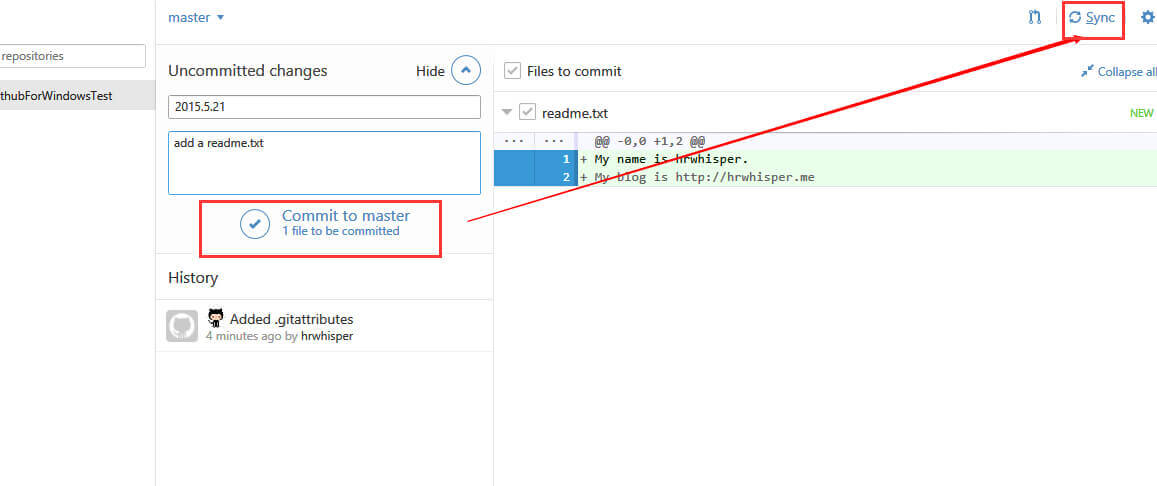 master
Sync
repositories
thubForWindowsTest
Uncommitted changes
Hide
2015.5.21
add a readme.txt
Commit to master
1 file to be committed
History
Added .gitattributes
4 minutes ago by hrwhisper
Files to commit
Collapse all
readme.txt
NEW
... ... @@ -0,0 +1,2 @@
1 + My name is hrwhisper.
2 + My blog is http://hrwhisper.me